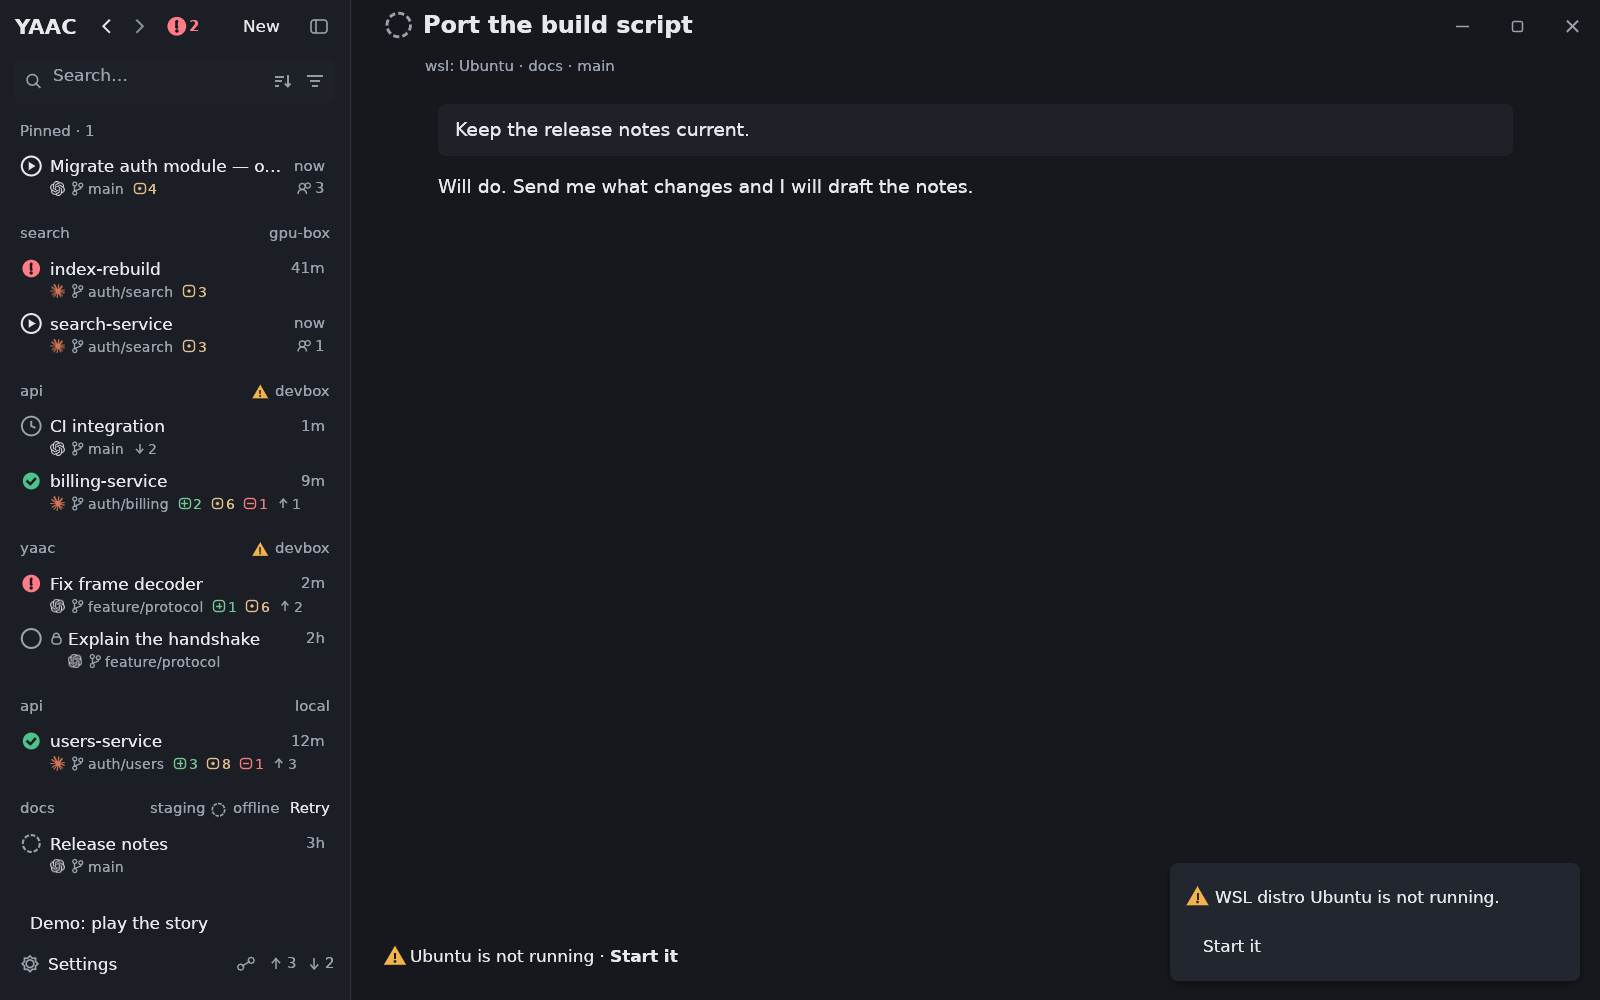 YAAC
2
New
Search...
Pinned · 1
Migrate auth module — o... now
main 4 3
search gpu-box
index-rebuild 41m
auth/search 3
search-service now
auth/search 3 1
api devbox
CI integration 1m
main 2
billing-service 9m
auth/billing 2 6 1 1
yaac devbox
Fix frame decoder 2m
feature/protocol 1 6 2
Explain the handshake 2h
feature/protocol
api local
users-service 12m
auth/users 3 8 1 3
docs staging offline Retry
Release notes 3h
main
Demo: play the story
Settings 3 2
Port the build script
wsl: Ubuntu · docs · main
Keep the release notes current.
Will do. Send me what changes and I will draft the notes.
Ubuntu is not running · Start it
WSL distro Ubuntu is not running.
Start it